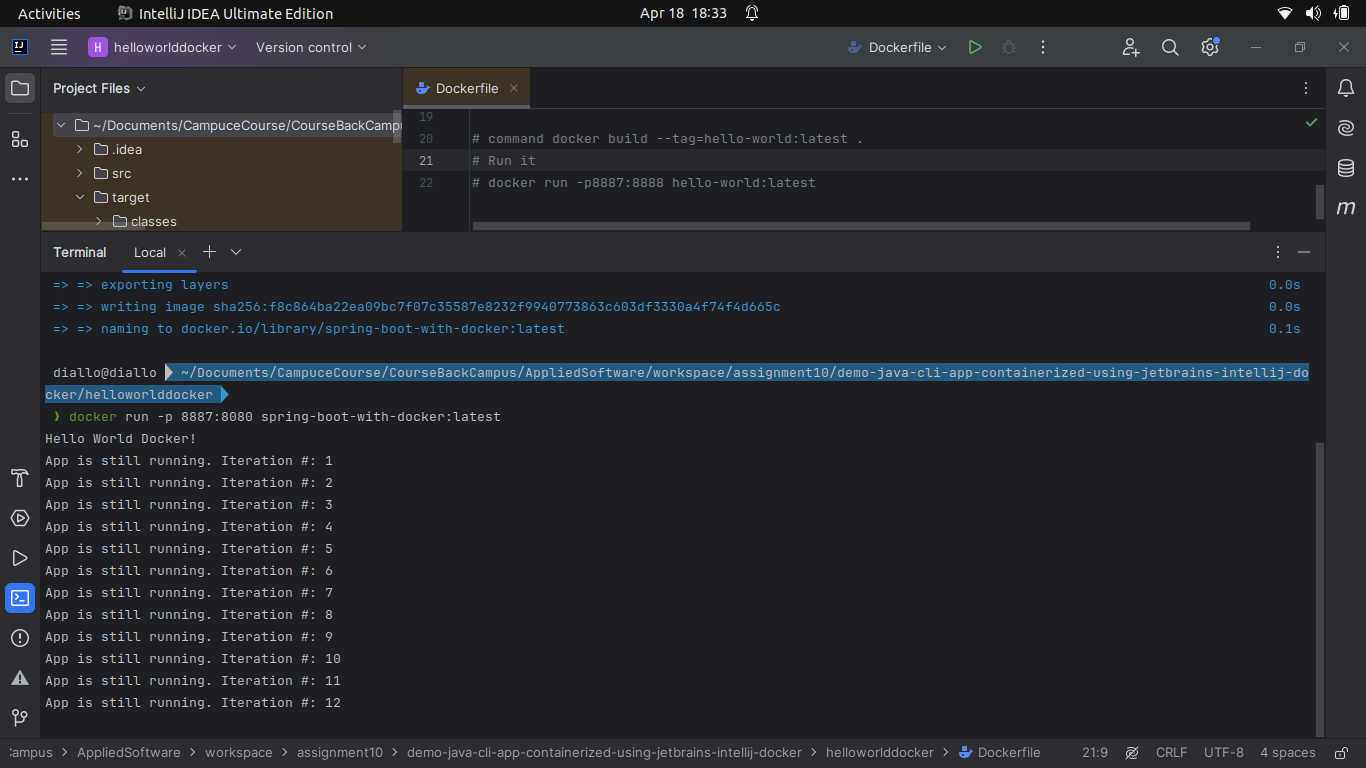 Activities
IntelliJ IDEA Ultimate Edition
Apr 18 18:33
H helloworlddocker
Version control
Dockerfile
Project Files
Dockerfile
~/Documents/CampuceCourse/CourseBackCamp
.idea
src
target
classes
19
20 # command docker build --tag=hello-world:latest .
21 # Run it
22 # docker run -p8887:8888 hello-world:latest
m
Terminal
Local
=> => exporting layers 0.0s
=> => writing image sha256:f8c864ba22ea09bc7f07c35587e8232f9940773863c603df3330a4f74f4d665c 0.0s
=> => naming to docker.io/library/spring-boot-with-docker:latest 0.1s
diallo@diallo ~/Documents/CampuceCourse/CourseBackCampus/AppliedSoftware/workspace/assignment10/demo-java-cli-app-containerized-using-jetbrains-intellij-do
cker/helloworlddocker
❯ docker run -p 8887:8080 spring-boot-with-docker:latest
Hello World Docker!
App is still running. Iteration #: 1
App is still running. Iteration #: 2
App is still running. Iteration #: 3
App is still running. Iteration #: 4
App is still running. Iteration #: 5
App is still running. Iteration #: 6
App is still running. Iteration #: 7
App is still running. Iteration #: 8
App is still running. Iteration #: 9
App is still running. Iteration #: 10
App is still running. Iteration #: 11
App is still running. Iteration #: 12
ampus > AppliedSoftware > workspace > assignment10 > demo-java-cli-app-containerized-using-jetbrains-intellij-docker > helloworlddocker > Dockerfile
21:9 CRLF UTF-8 4 spaces